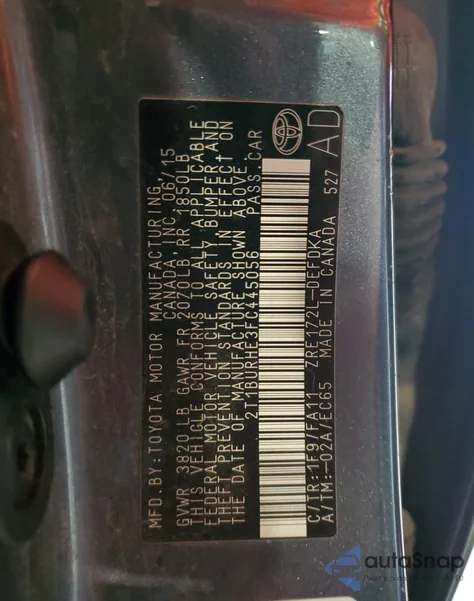 MFD.BY:TOYOTA MOTOR MANUFACTURING,
CANADA,INC. 06/15
GVWR 3820LB GAWR FR 2070LB RR 1820LB
THIS VEHICLE CONFORMS TO ALL APPLICABLE
FEDERAL MOTOR VEHICLE SAFETY, BUMPER, AND
THEFT PREVENTION STANDARDS IN EFFECT ON
THE DATE OF MANUFACTURE SHOWN ABOVE.
2T1BURHE3FC445056 PASS.CAR
C/TR:1F9/FA11 ZRE172L-DEFDKA
A/TM:-02A/EC65 MADE IN CANADA 527
AD
autoSnap